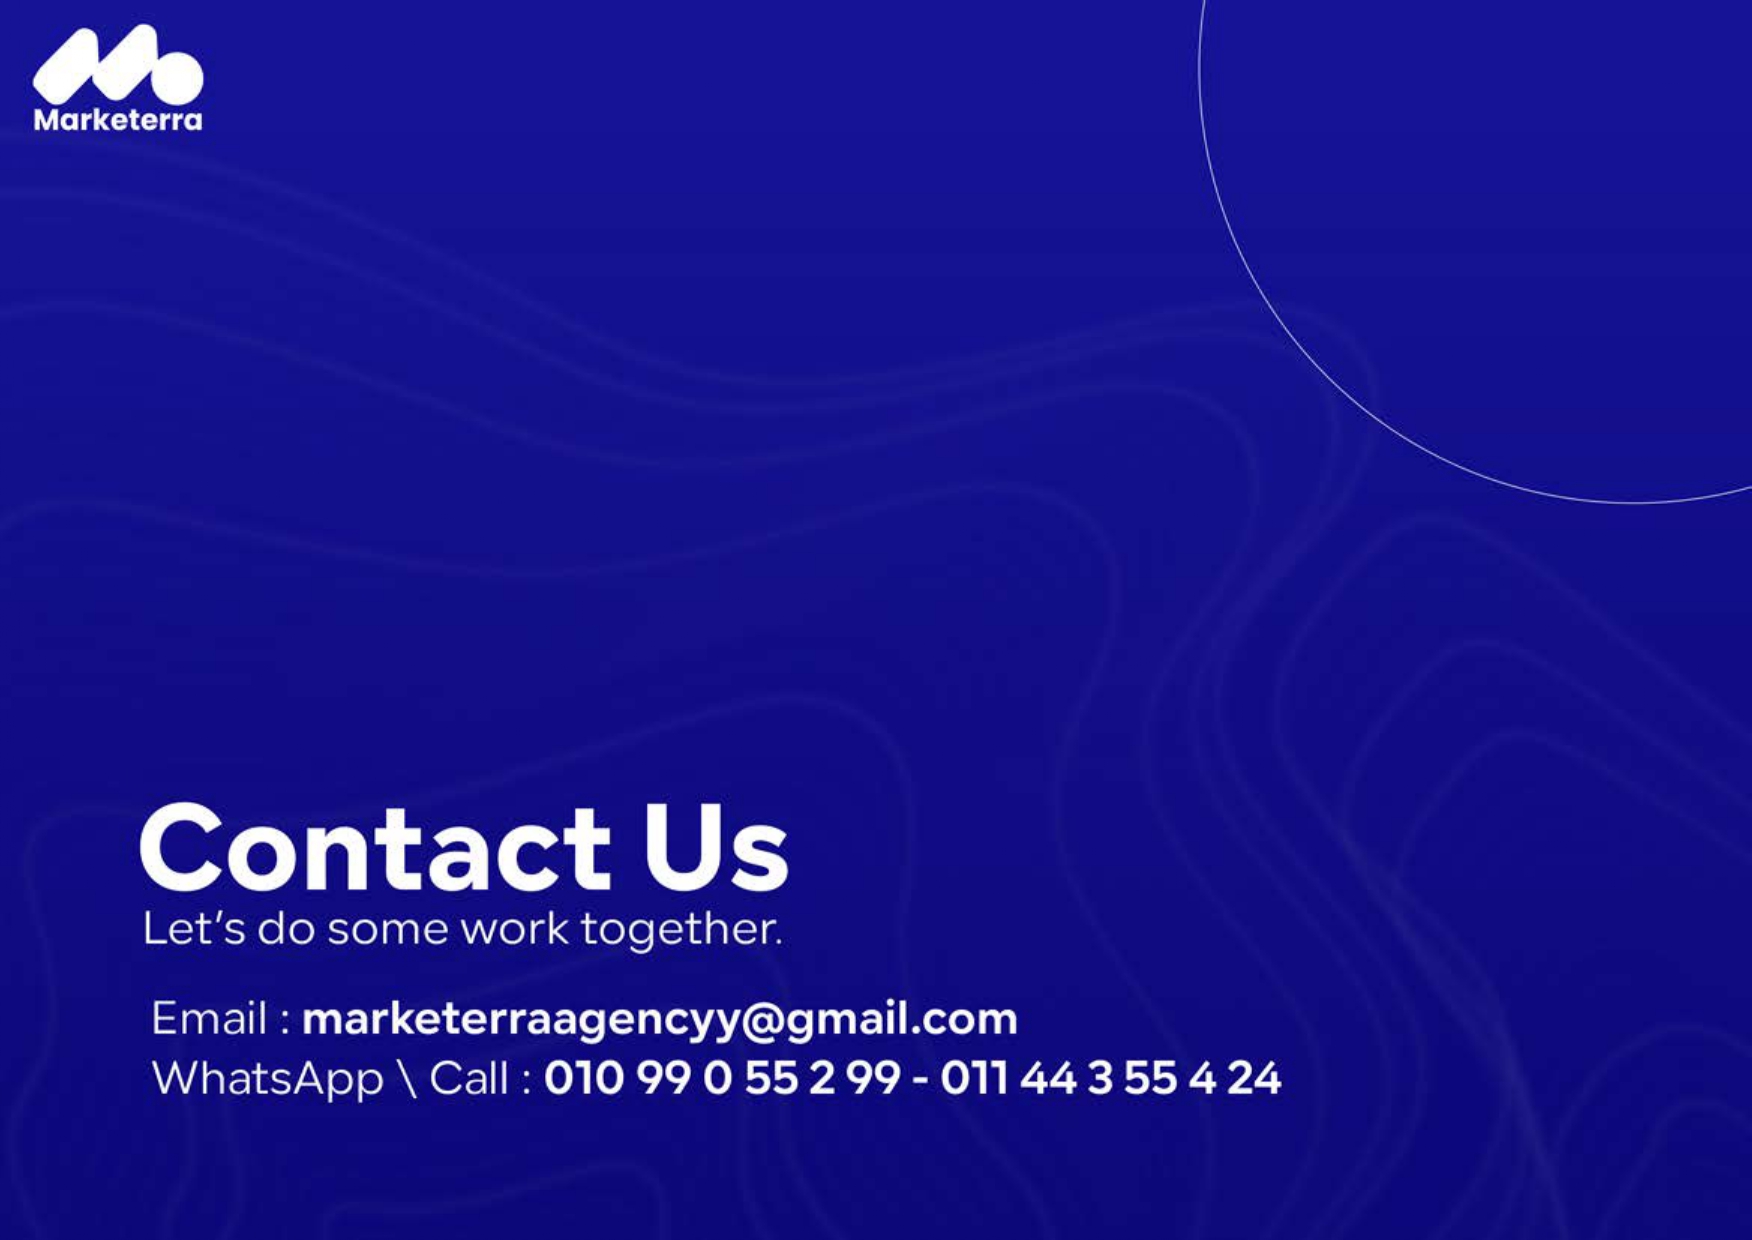 Marketerra
Contact Us
Let’s do some work together.
Email : marketerraagencyy@gmail.com
WhatsApp \ Call : 010 99 0 55 2 99 - 011 44 3 55 4 24